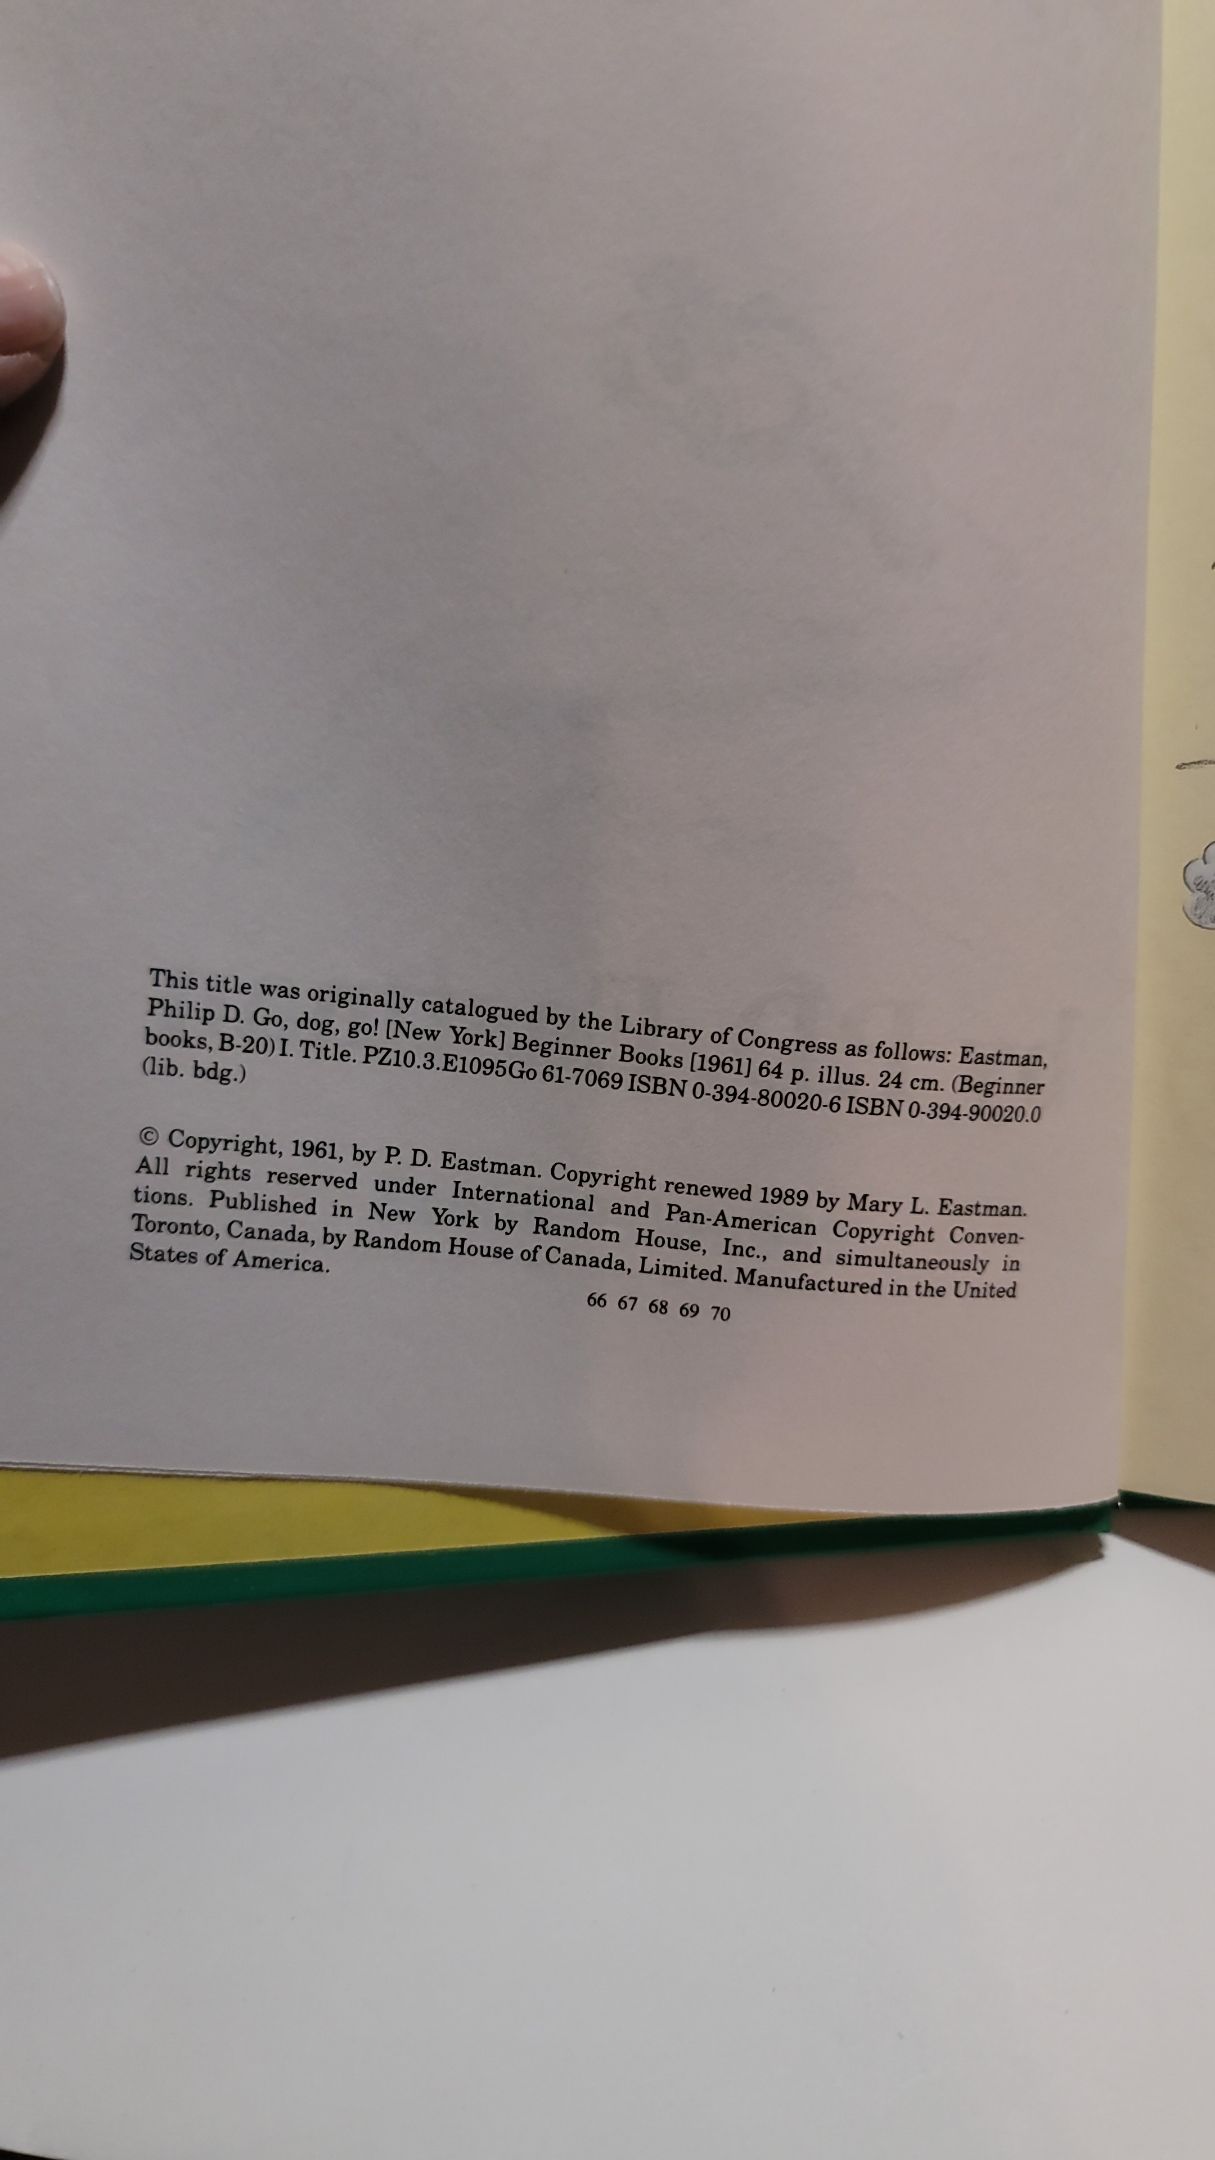 This title was originally catalogued by the Library of Congress as follows: Eastman,
Philip D. Go, dog, go! [New York] Beginner Books [1961] 64 p. illus. 24 cm. (Beginner
books, B-20) I. Title. PZ10.3.E1095Go 61-7069 ISBN 0-394-80020-6 ISBN 0-394-90020.0
(lib. bdg.)
© Copyright, 1961, by P. D. Eastman. Copyright renewed 1989 by Mary L. Eastman.
All rights reserved under International and Pan-American Copyright Conven-
tions. Published in New York by Random House, Inc., and simultaneously in
Toronto, Canada, by Random House of Canada, Limited. Manufactured in the United
States of America.
66 67 68 69 70